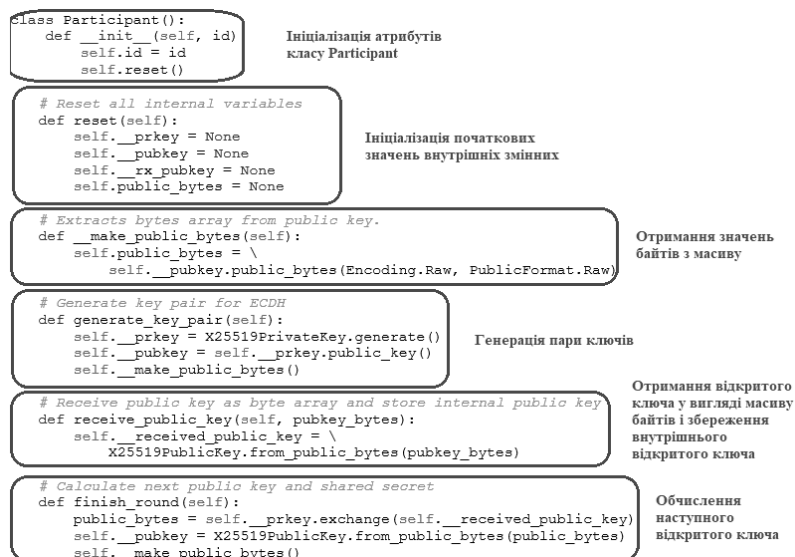 class Participant():
def __init__(self, id)
self.id = id
self.reset()
Ініціалізація атрибутів
класу Participant
# Reset all internal variables
def reset(self):
self.__prkey = None
self.__pubkey = None
self.__rx_pubkey = None
self.public_bytes = None
Ініціалізація початкових
значень внутрішніх змінних
# Extracts bytes array from public key.
def __make_public_bytes(self):
self.public_bytes = \
self.__pubkey.public_bytes(Encoding.Raw, PublicFormat.Raw)
Отримання значень
байтів з масиву
# Generate key pair for ECDH
def generate_key_pair(self):
self.__prkey = X25519PrivateKey.generate()
self.__pubkey = self.__prkey.public_key()
self.__make_public_bytes()
Генерація пари ключів
# Receive public key as byte array and store internal public key
def receive_public_key(self, pubkey_bytes):
self.__received_public_key = \
X25519PublicKey.from_public_bytes(pubkey_bytes)
Отримання відкритого
ключа у вигляді масиву
байтів і збереження
внутрішнього
відкритого ключа
# Calculate next public key and shared secret
def finish_round(self):
public_bytes = self.__prkey.exchange(self.__received_public_key)
self.__pubkey = X25519PublicKey.from_public_bytes(public_bytes)
self.__make_public_bytes()
Обчислення
наступного
відкритого ключа